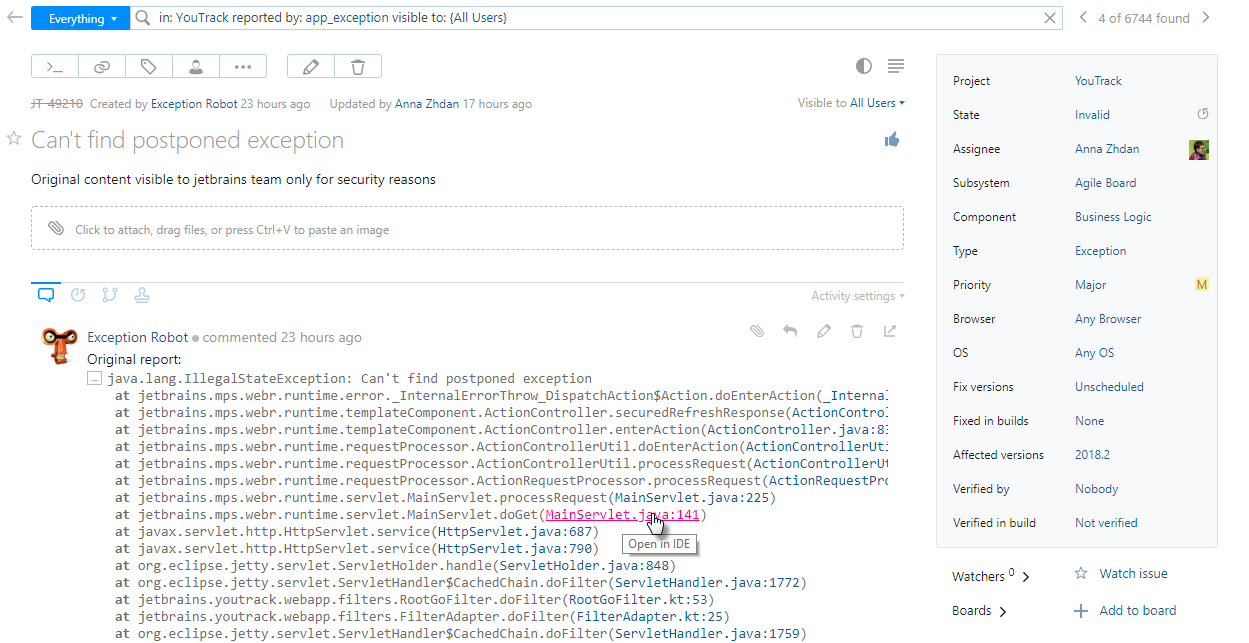 Everything in: YouTrack reported by: app_exception visible to: {All Users} 4 of 6744 found
JT-49210 Created by Exception Robot 23 hours ago Updated by Anna Zhdan 17 hours ago Visible to All Users
Can't find postponed exception
Original content visible to jetbrains team only for security reasons
Click to attach, drag files, or press Ctrl+V to paste an image
Activity settings
Exception Robot commented 23 hours ago
Original report:
java.lang.IllegalStateException: Can't find postponed exception
at jetbrains.mps.webr.runtime.error._InternalErrorThrow_DispatchAction$Action.doEnterAction(_Internal
at jetbrains.mps.webr.runtime.templateComponent.ActionController.securedRefreshResponse(ActionControl
at jetbrains.mps.webr.runtime.templateComponent.ActionController.enterAction(ActionController.java:83
at jetbrains.mps.webr.runtime.requestProcessor.ActionControllerUtil.doEnterAction(ActionControllerUti
at jetbrains.mps.webr.runtime.requestProcessor.ActionControllerUtil.processRequest(ActionControllerUt
at jetbrains.mps.webr.runtime.requestProcessor.ActionRequestProcessor.processRequest(ActionRequestPro
at jetbrains.mps.webr.runtime.servlet.MainServlet.processRequest(MainServlet.java:225)
at jetbrains.mps.webr.runtime.servlet.MainServlet.doGet(MainServlet.java:141)
at javax.servlet.http.HttpServlet.service(HttpServlet.java:687)
Open in IDE
at javax.servlet.http.HttpServlet.service(HttpServlet.java:790)
at org.eclipse.jetty.servlet.ServletHolder.handle(ServletHolder.java:848)
at org.eclipse.jetty.servlet.ServletHandler$CachedChain.doFilter(ServletHandler.java:1772)
at jetbrains.youtrack.webapp.filters.RootGoFilter.doFilter(RootGoFilter.kt:53)
at jetbrains.youtrack.webapp.filters.FilterAdapter.doFilter(FilterAdapter.kt:25)
at org.eclipse.jetty.servlet.ServletHandler$CachedChain.doFilter(ServletHandler.java:1759)
Project YouTrack
State Invalid
Assignee Anna Zhdan
Subsystem Agile Board
Component Business Logic
Type Exception
Priority Major M
Browser Any Browser
OS Any OS
Fix versions Unscheduled
Fixed in builds None
Affected versions 2018.2
Verified by Nobody
Verified in build Not verified
Watchers 0 Watch issue
Boards Add to board